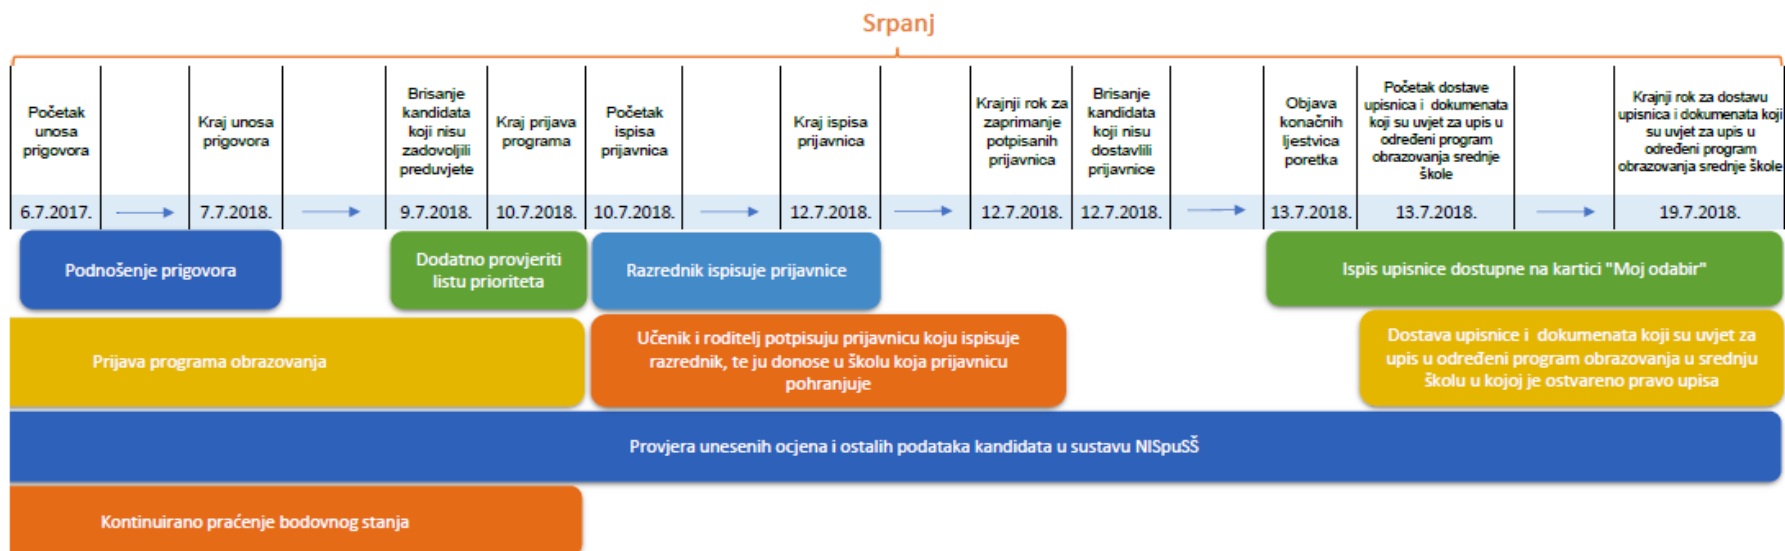 Srpanj
Početak
unosa
prigovora
Kraj unosa
prigovora
Brisanje
kandidata
koji nisu
zadovoljili
preduvjete
Kraj prijava
programa
Početak
ispisa
prijavnica
Kraj ispisa
prijavnica
Krajnji rok za
zaprimanje
potpisanih
prijavnica
Brisanje
kandidata
koji nisu
dostavlili
prijavnice
Objava
konačnih
ljestvica
poretka
Početak dostave
upisnica i dokumenata
koji su uvjet za upis u
određeni program
obrazovanja srednje
škole
Krajnji rok za dostavu
upisnica i dokumenata koji
su uvjet za upis u
određeni program
obrazovanja srednje škole
6.7.2017.
7.7.2018.
9.7.2018.
10.7.2018.
10.7.2018.
12.7.2018.
12.7.2018.
12.7.2018.
13.7.2018.
13.7.2018.
19.7.2018.
Podnošenje prigovora
Dodatno provjeriti
listu prioriteta
Razrednik ispisuje prijavnice
Ispis upisnice dostupne na kartici "Moj odabir"
Prijava programa obrazovanja
Učenik i roditelj potpisuju prijavnicu koju ispisuje
razrednik, te ju donose u školu koja prijavnicu
pohranjuje
Dostava upisnice i dokumenata koji su uvjet za
upis u određeni program obrazovanja u srednju
školu u kojoj je ostvareno pravo upisa
Provjera unesenih ocjena i ostalih podataka kandidata u sustavu NISpuSŠ
Kontinuirano praćenje bodovnog stanja